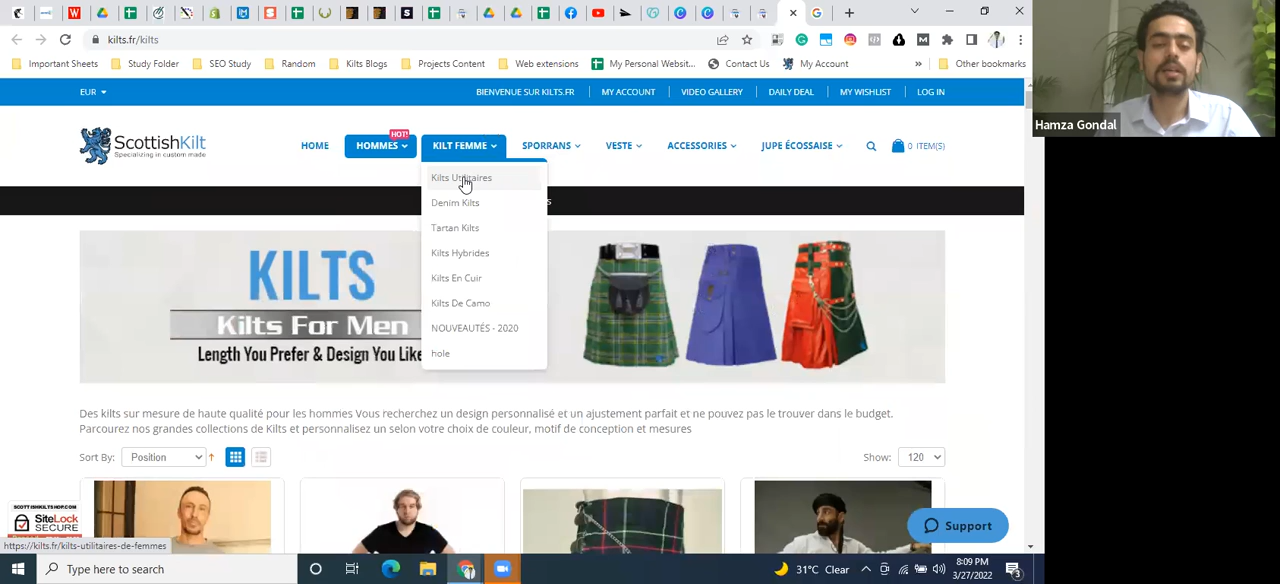 kilts.fr/kilts
Important Sheets
Study Folder
SEO Study
Random
Kilts Blogs
Projects Content
Web extensions
My Personal Websit...
Contact Us
My Account
»
Other bookmarks
Hamza Gondal
EUR
BIENVENUE SUR KILTS.FR
MY ACCOUNT
VIDEO GALLERY
DAILY DEAL
MY WISHLIST
LOG IN
ScottishKilt
Specializing in custom made
HOME
HOT!
HOMMES
KILT FEMME
SPORRANS
VESTE
ACCESSORIES
JUPE ÉCOSSAISE
0 ITEM(S)
Kilts Utilitaires
Denim Kilts
Tartan Kilts
Kilts Hybrides
Kilts En Cuir
Kilts De Camo
NOUVEAUTÉS - 2020
hole
KILTS
Kilts For Men
Length You Prefer & Design You Like
Des kilts sur mesure de haute qualité pour les hommes Vous recherchez un design personnalisé et un ajustement parfait et ne pouvez pas le trouver dans le budget.
Parcourez nos grandes collections de Kilts et personnalisez un selon votre choix de couleur, motif de conception et mesures
Sort By:
Position
Show:
120
SCOTTISHKILTSHOP.COM
SiteLock
SECURE
Support
https://kilts.fr/kilts-utilitaires-de-femmes
Type here to search
31°C Clear
8:09 PM
3/27/2022
3